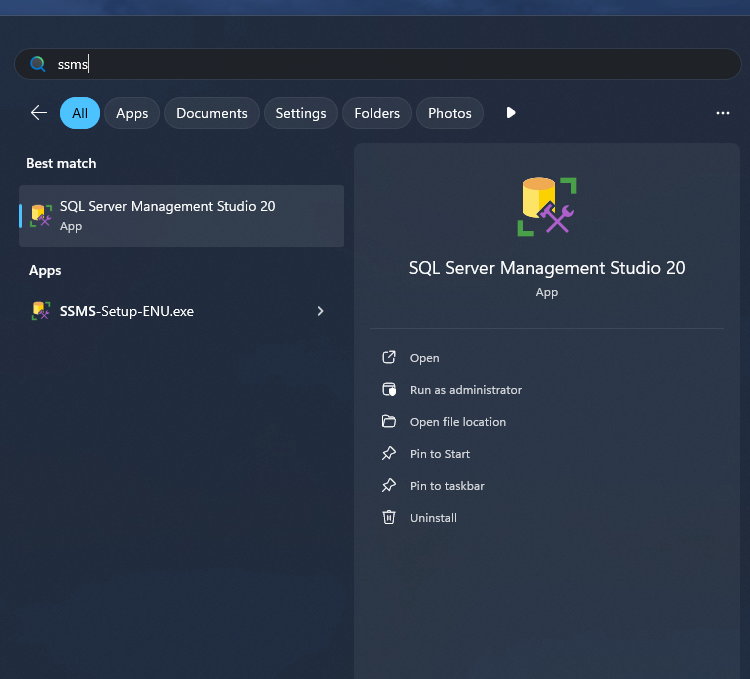 ssms
All Apps Documents Settings Folders Photos
Best match
SQL Server Management Studio 20
App
Apps
SSMS-Setup-ENU.exe
SQL Server Management Studio 20
App
Open
Run as administrator
Open file location
Pin to Start
Pin to taskbar
Uninstall